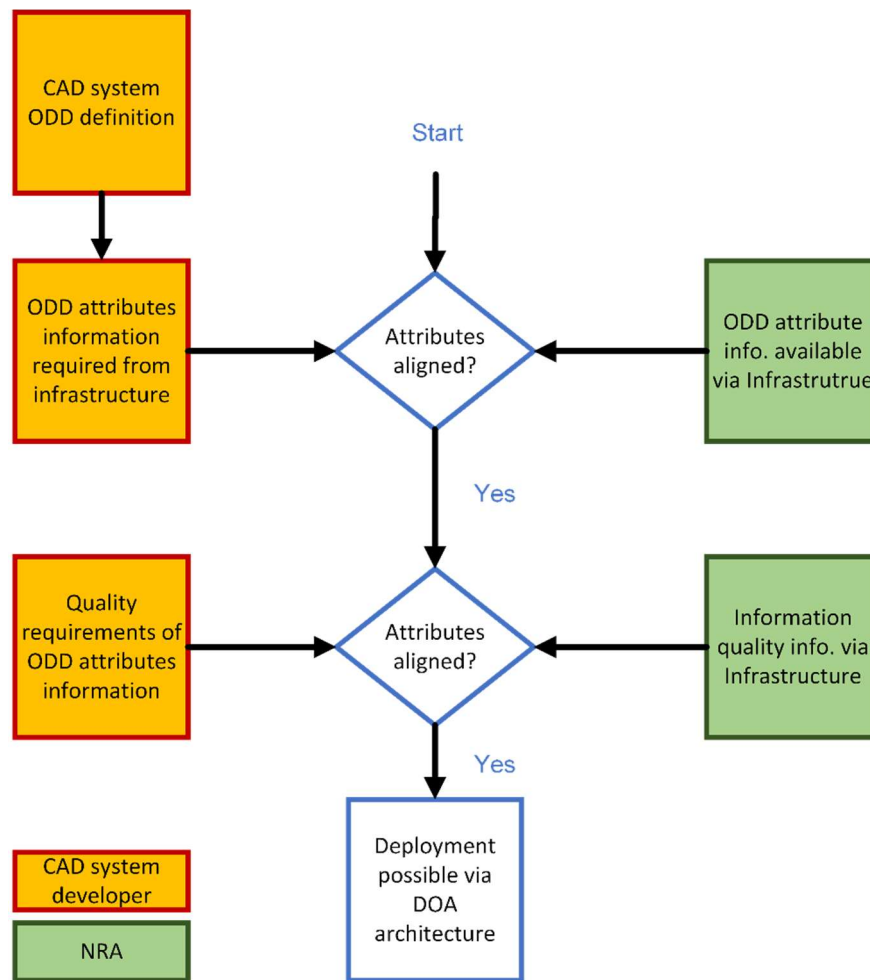 CAD system
ODD definition
Start
ODD attributes
information
required from
infrastructure
Attributes
aligned?
ODD attribute
info. available
via Infrastrutrue
Yes
Quality
requirements of
ODD attributes
information
Attributes
aligned?
Information
quality info. via
Infrastructure
Yes
Deployment
possible via
DOA
architecture
CAD system
developer
NRA